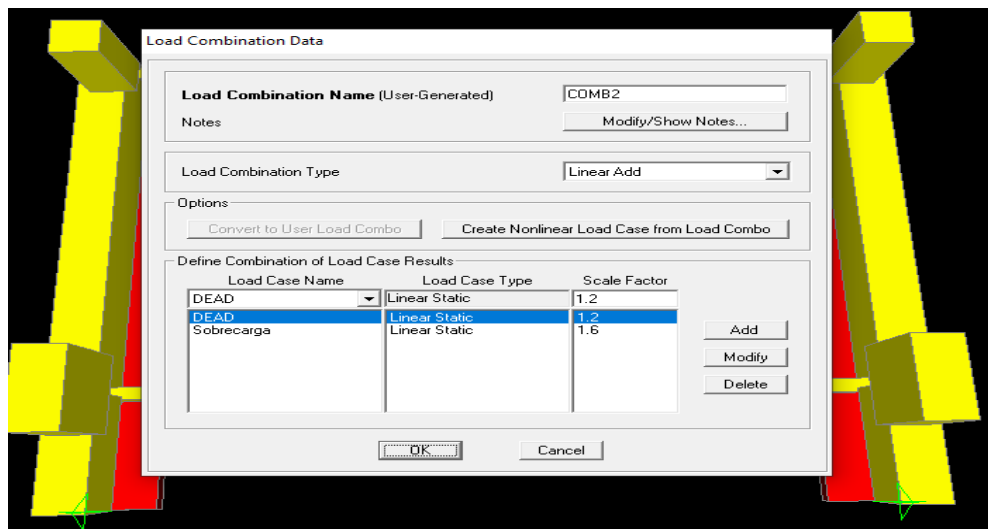 Load Combination Data
Load Combination Name (User-Generated) COMB2
Notes Modify/Show Notes...
Load Combination Type Linear Add
Options
Convert to User Load Combo Create Nonlinear Load Case from Load Combo
Define Combination of Load Case Results
Load Case Name Load Case Type Scale Factor
DEAD Linear Static 1.2
DEAD Linear Static 1.2
Sobrecarga Linear Static 1.6
Add
Modify
Delete
OK Cancel